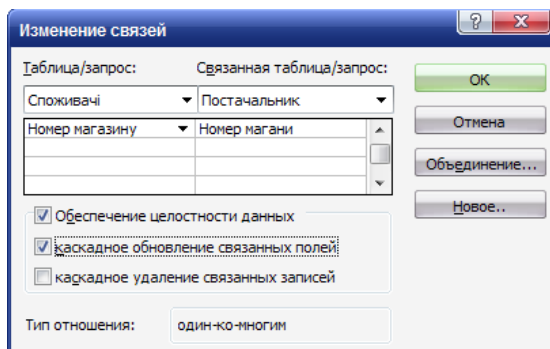 Изменение связей
Таблица/запрос: Связанная таблица/запрос:
Споживачі Постачальник
Номер магазину Номер магани
Обеспечение целостности данных
каскадное обновление связанных полей
каскадное удаление связанных записей
Тип отношения: один-ко-многим
ОК
Отмена
Объединение...
Новое..